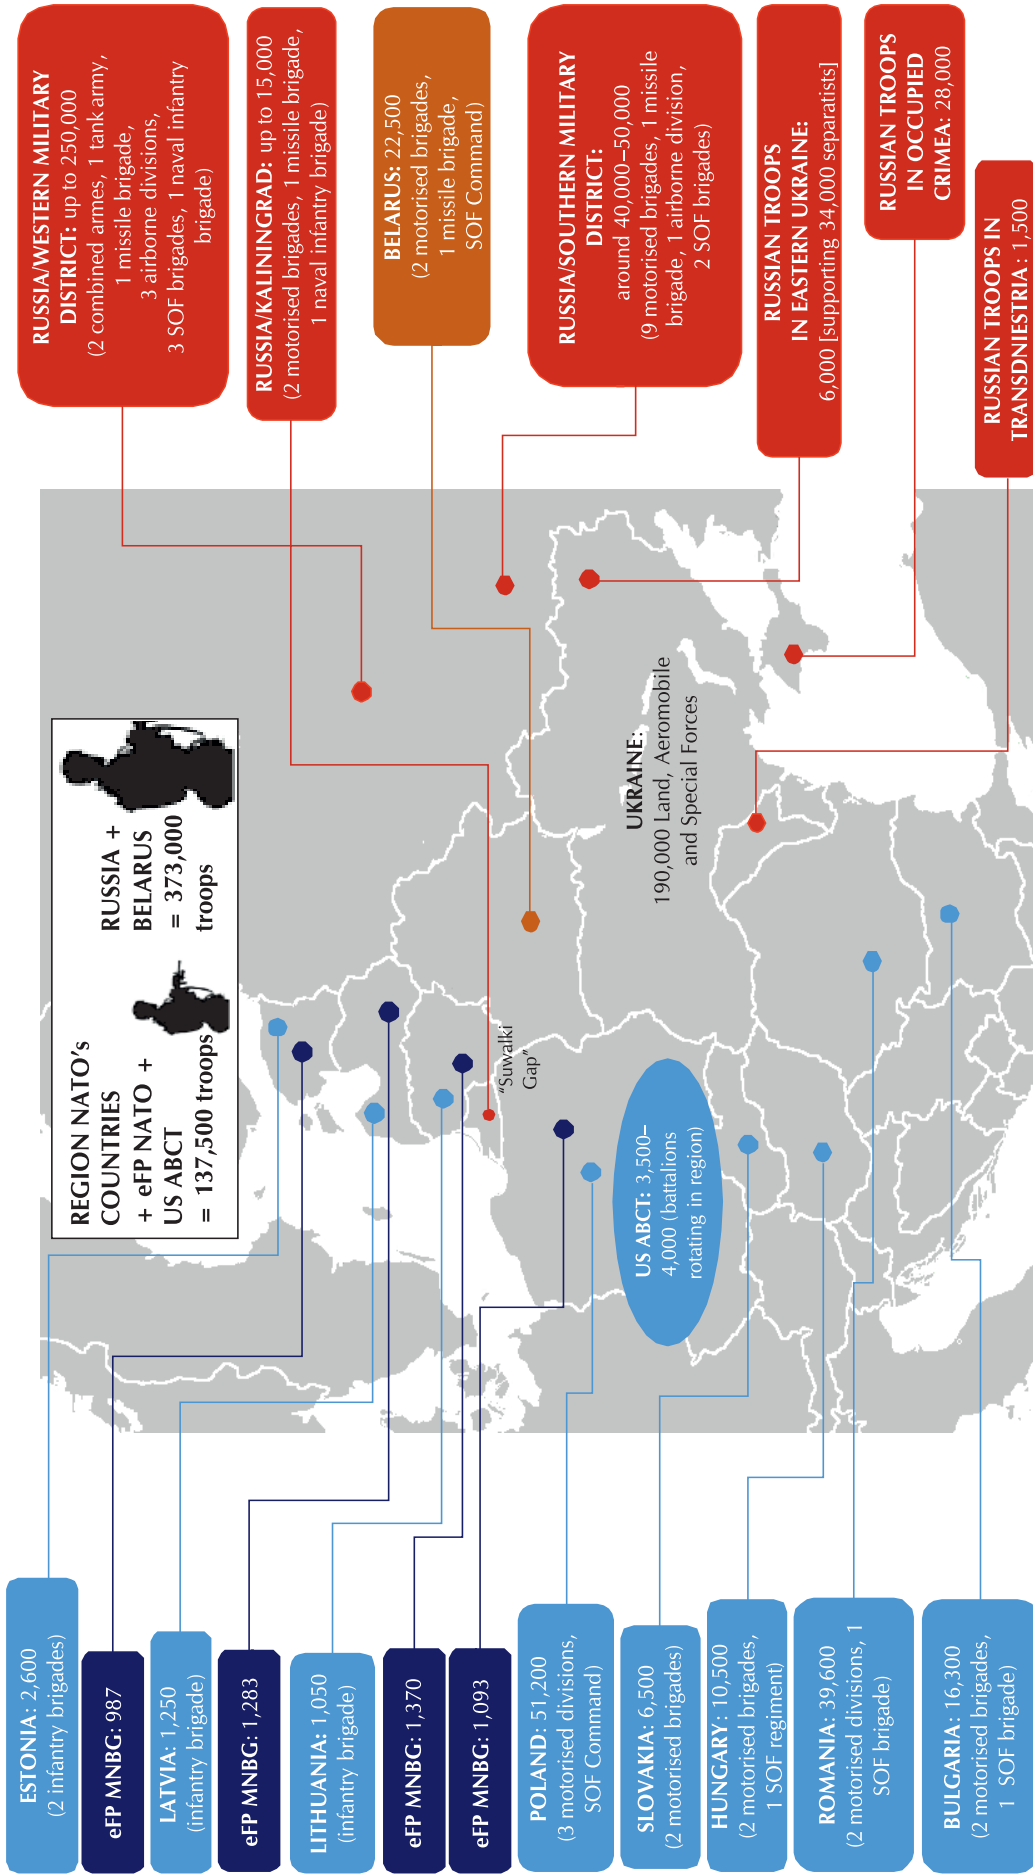 RUSSIA/WESTERN MILITARY
DISTRICT: up to 250,000
(2 combined armes, 1 tank army,
1 missile brigade,
3 airborne divisions,
3 SOF brigades, 1 naval infantry
brigade)
RUSSIA/KALININGRAD: up to 15,000
(2 motorised brigades, 1 missile brigade,
1 naval infantry brigade)
BELARUS: 22,500
(2 motorised brigades,
1 missile brigade,
SOF Command)
RUSSIA/SOUTHERN MILITARY
DISTRICT:
around 40,000–50,000
(9 motorised brigades, 1 missile
brigade, 1 airborne division,
2 SOF brigades)
RUSSIAN TROOPS
IN EASTERN UKRAINE:
6,000 [supporting 34,000 separatists]
RUSSIAN TROOPS
IN OCCUPIED
CRIMEA: 28,000
RUSSIAN TROOPS IN
TRANSDNIESTRIA: 1,500
REGION NATO's
COUNTRIES
+ eFP NATO +
US ABCT
= 137,500 troops
RUSSIA +
BELARUS
= 373,000
troops
UKRAINE:
190,000 Land, Aeromobile
and Special Forces
"Suwalki
Gap"
US ABCT: 3,500–
4,000 (battalions
rotating in region)
ESTONIA: 2,600
(2 infantry brigades)
eFP MNBG: 987
LATVIA: 1,250
(infantry brigade)
eFP MNBG: 1,283
LITHUANIA: 1,050
(infantry brigade)
eFP MNBG: 1,370
eFP MNBG: 1,093
POLAND: 51,200
(3 motorised divisions,
SOF Command)
SLOVAKIA: 6,500
(2 motorised brigades)
HUNGARY: 10,500
(2 motorised brigades,
1 SOF regiment)
ROMANIA: 39,600
(2 motorised divisions, 1
SOF brigade)
BULGARIA: 16,300
(2 motorised brigades,
1 SOF brigade)